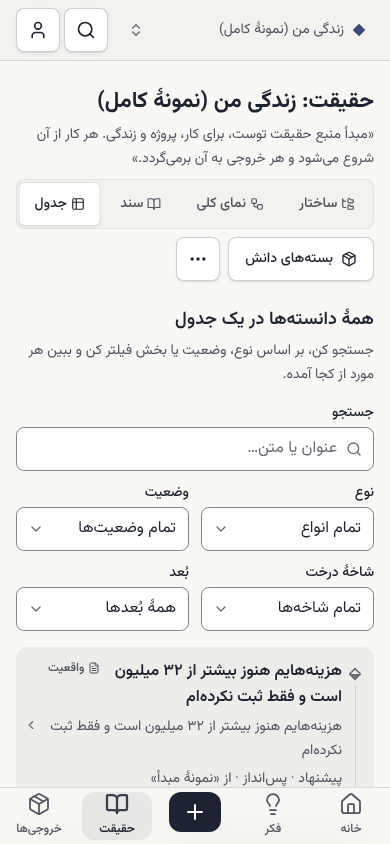 زندگی من (نمونهٔ کامل)
حقیقت: زندگی من (نمونهٔ کامل)
«مبدأ منبع حقیقت توست، برای کار، پروژه و زندگی. هر کار از آن
شروع می‌شود و هر خروجی به آن برمی‌گردد.»
ساختار
نمای کلی
سند
جدول
بسته‌های دانش
همهٔ دانسته‌ها در یک جدول
جستجو کن، بر اساس نوع، وضعیت یا بخش فیلتر کن و ببین هر
مورد از کجا آمده.
جستجو
عنوان یا متن…
نوع
وضعیت
تمام انواع
تمام وضعیت‌ها
شاخهٔ درخت
بُعد
تمام شاخه‌ها
همهٔ بُعدها
هزینه‌هایم هنوز بیشتر از ۳۲ میلیون
است و فقط ثبت نکرده‌ام
واقعیت
هزینه‌هایم هنوز بیشتر از ۳۲ میلیون است و فقط ثبت
نکرده‌ام
پیشنهاد · پس‌انداز · از «نمونهٔ مبدأ»
خانه
فکر
حقیقت
خروجی‌ها